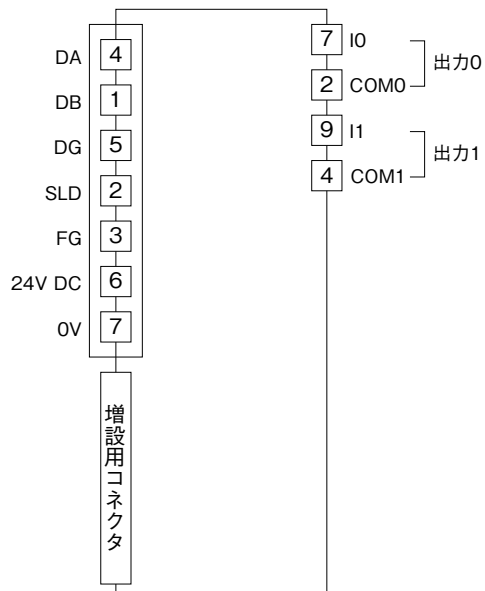 DA 4
DB 1
DG 5
SLD 2
FG 3
24V DC 6
0V 7
増設用コネクタ
7 I0
2 COM0
出力0
9 I1
4 COM1
出力1